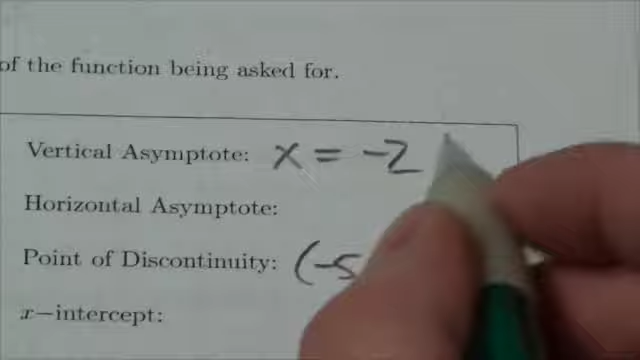 of the function being asked for.
Vertical Asymptote: x = -2
Horizontal Asymptote:
Point of Discontinuity: (-5
x-intercept: